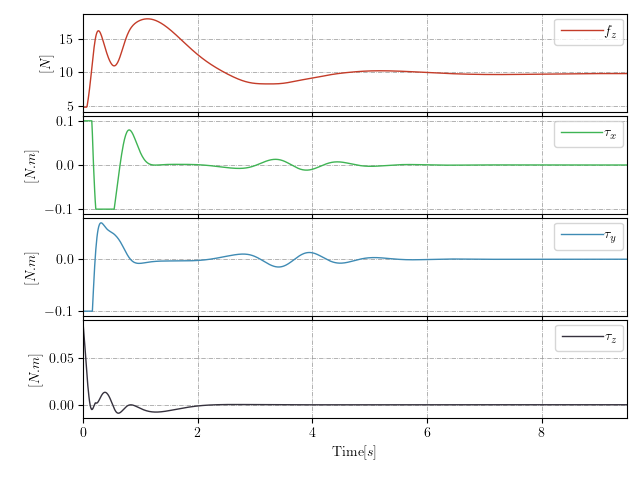 [N]
15
10
5
f_z
[N.m]
0.1
0.0
−0.1
τ_x
[N.m]
0.0
−0.1
τ_y
[N.m]
0.05
0.00
τ_z
0 2 4 6 8
Time[s]